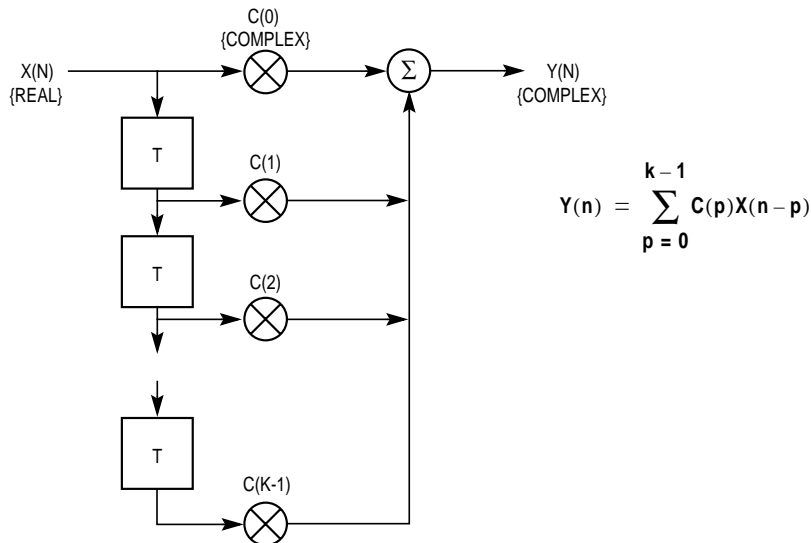 C(0)
{COMPLEX}
X(N)
{REAL}
Σ
Y(N)
{COMPLEX}
T
C(1)
T
C(2)
T
C(K-1)
k – 1
Y(n) = ∑ C(p)X(n – p)
p = 0